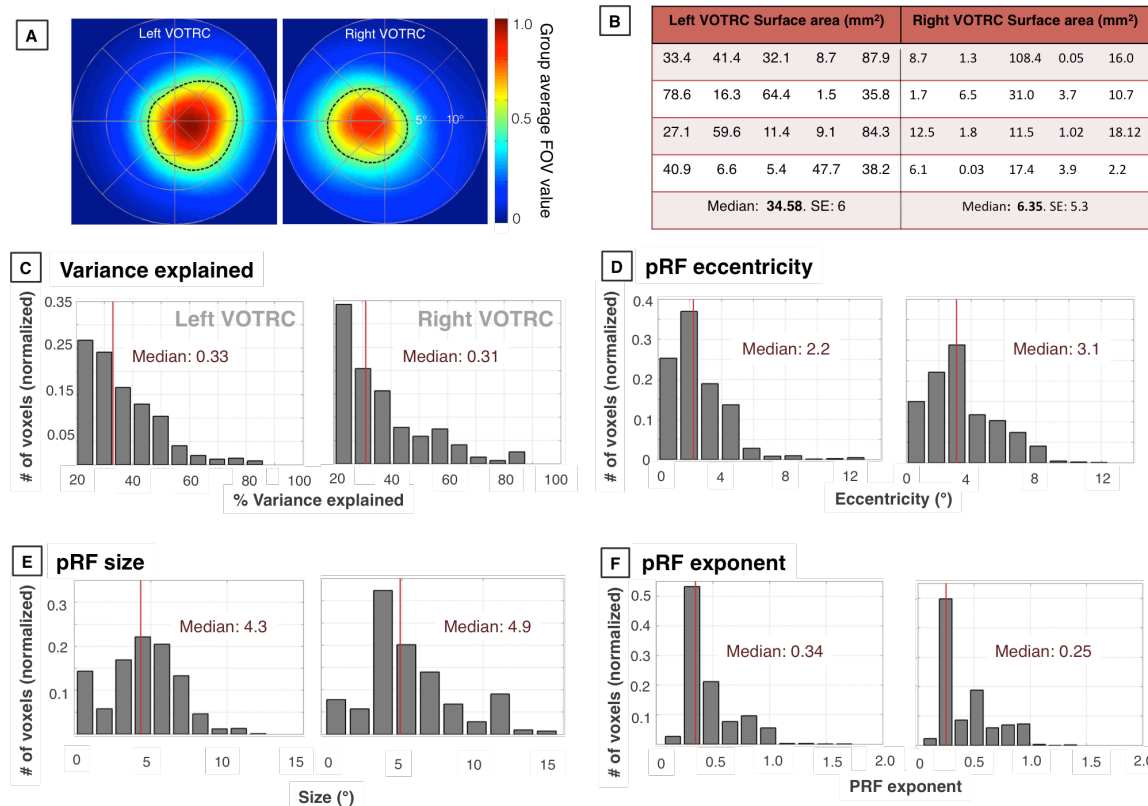 A
Left VOTRC
Right VOTRC
5°
10°
1.0
0.5
0
Group average FOV value
B
Left VOTRC Surface area (mm²) Right VOTRC Surface area (mm²)
33.4 41.4 32.1 8.7 87.9 8.7 1.3 108.4 0.05 16.0
78.6 16.3 64.4 1.5 35.8 1.7 6.5 31.0 3.7 10.7
27.1 59.6 11.4 9.1 84.3 12.5 1.8 11.5 1.02 18.12
40.9 6.6 5.4 47.7 38.2 6.1 0.03 17.4 3.9 2.2
Median: 34.58. SE: 6 Median: 6.35. SE: 5.3
C Variance explained
# of voxels (normalized)
0.35
0.25
0.15
0.05
Left VOTRC
Median: 0.33
20 40 60 80 100
Right VOTRC
Median: 0.31
20 40 60 80 100
% Variance explained
D pRF eccentricity
# of voxels (normalized)
0.4
0.3
0.2
0.1
0
Median: 2.2
0 4 8 12
Median: 3.1
0 4 8 12
Eccentricity (°)
E pRF size
# of voxels (normalized)
0.3
0.2
0.1
Median: 4.3
0 5 10 15
Median: 4.9
0 5 10 15
Size (°)
F pRF exponent
# of voxels (normalized)
0.5
0.4
0.3
0.2
0.1
Median: 0.34
0 0.5 1.0 1.5 2.0
Median: 0.25
0 0.5 1.0 1.5 2.0
PRF exponent